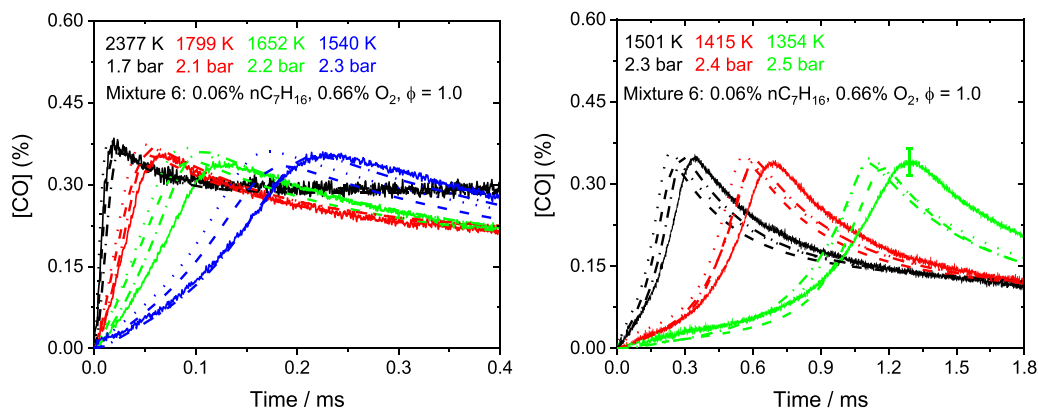 0.60
0.45
0.30
0.15
0.00
[CO] (%)
2377 K 1799 K 1652 K 1540 K
1.7 bar 2.1 bar 2.2 bar 2.3 bar
Mixture 6: 0.06% nC₇H₁₆, 0.66% O₂, ϕ = 1.0
0.0 0.1 0.2 0.3 0.4
Time / ms
0.60
0.45
0.30
0.15
0.00
[CO] (%)
1501 K 1415 K 1354 K
2.3 bar 2.4 bar 2.5 bar
Mixture 6: 0.06% nC₇H₁₆, 0.66% O₂, ϕ = 1.0
0.0 0.3 0.6 0.9 1.2 1.5 1.8
Time / ms